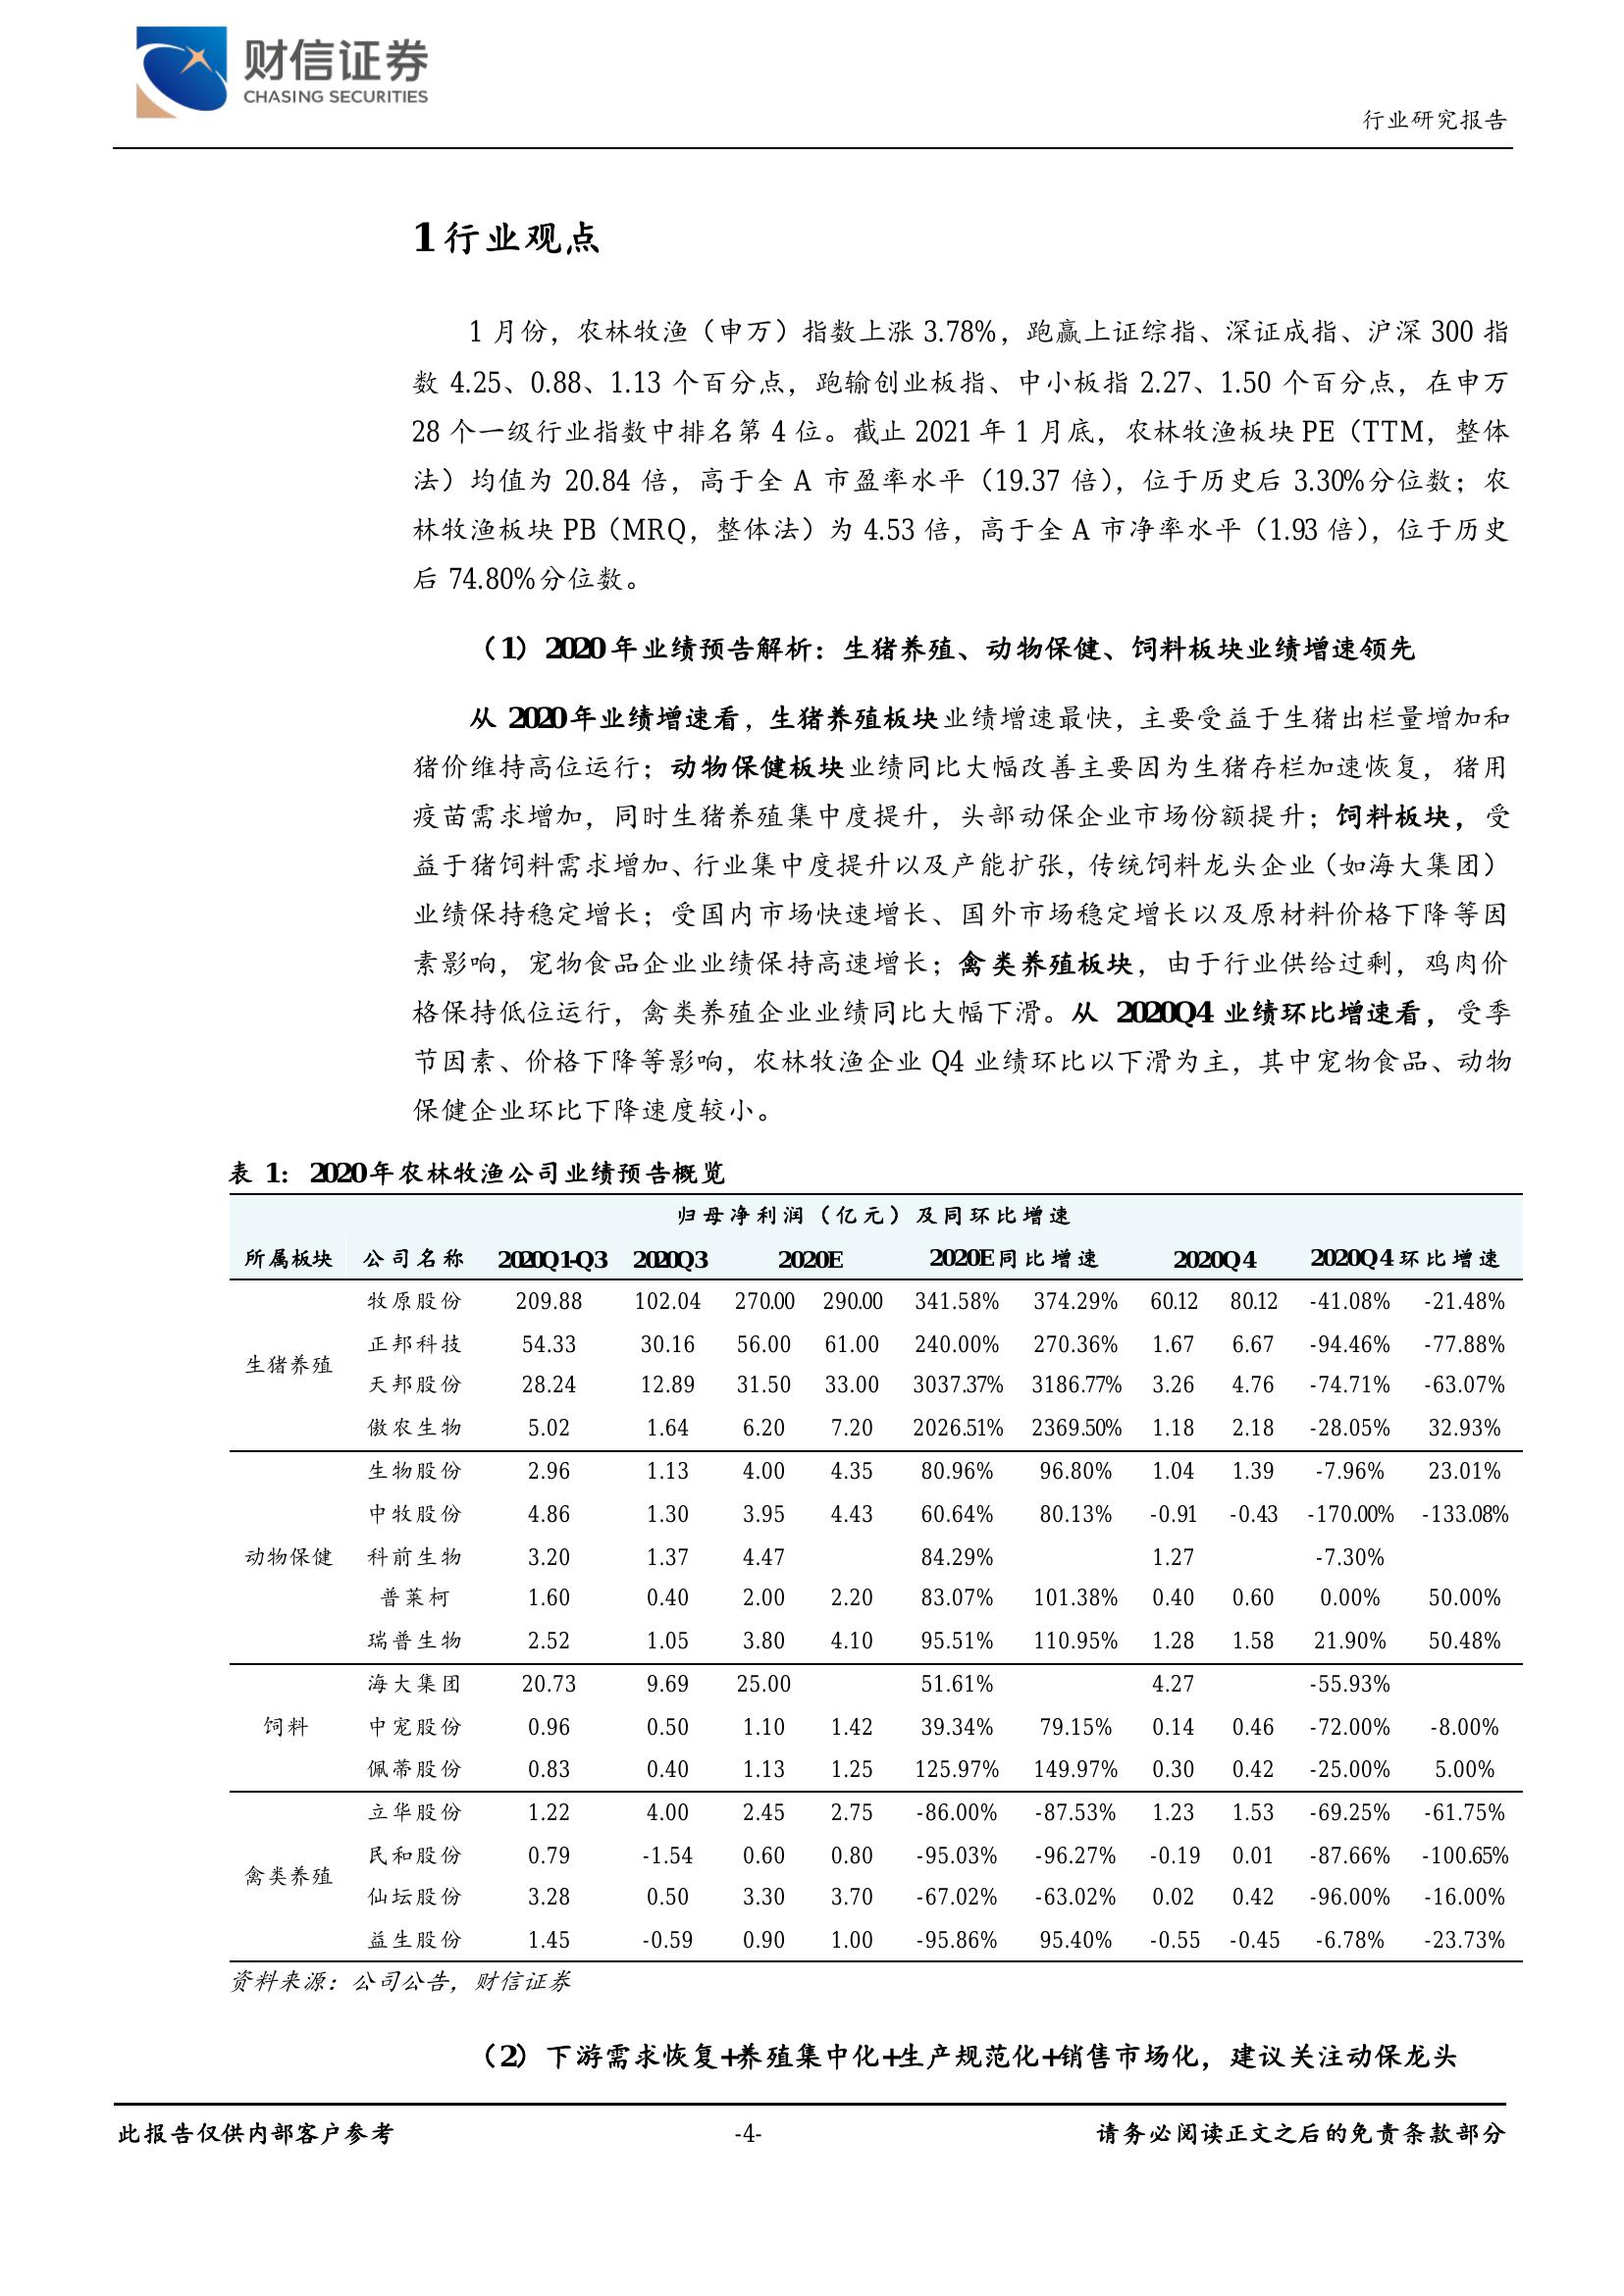 财信证券
CHASING SECURITIES
行业研究报告
1 行业观点
1 月份，农林牧渔（申万）指数上涨 3.78%，跑赢上证综指、深证成指、沪深 300 指
数 4.25、0.88、1.13 个百分点，跑输创业板指、中小板指 2.27、1.50 个百分点，在申万
28 个一级行业指数中排名第 4 位。截止 2021 年 1 月底，农林牧渔板块 PE（TTM，整体
法）均值为 20.84 倍，高于全 A 市盈率水平（19.37 倍），位于历史后 3.30%分位数；农
林牧渔板块 PB（MRQ，整体法）为 4.53 倍，高于全 A 市净率水平（1.93 倍），位于历史
后 74.80%分位数。
（1）2020 年业绩预告解析：生猪养殖、动物保健、饲料板块业绩增速领先
从 2020 年业绩增速看，生猪养殖板块业绩增速最快，主要受益于生猪出栏量增加和
猪价维持高位运行；动物保健板块业绩同比大幅改善主要因为生猪存栏加速恢复，猪用
疫苗需求增加，同时生猪养殖集中度提升，头部动保企业市场份额提升；饲料板块，受
益于猪饲料需求增加、行业集中度提升以及产能扩张，传统饲料龙头企业（如海大集团）
业绩保持稳定增长；受国内市场快速增长、国外市场稳定增长以及原材料价格下降等因
素影响，宠物食品企业业绩保持高速增长；禽类养殖板块，由于行业供给过剩，鸡肉价
格保持低位运行，禽类养殖企业业绩同比大幅下滑。从 2020Q4 业绩环比增速看，受季
节因素、价格下降等影响，农林牧渔企业 Q4 业绩环比以下滑为主，其中宠物食品、动物
保健企业环比下降速度较小。
表 1：2020 年农林牧渔公司业绩预告概览
归母净利润（亿元）及同环比增速
所属板块 公司名称 2020Q1-Q3 2020Q3 2020E 2020E 同比增速 2020Q4 2020Q4 环比增速
生猪养殖
牧原股份 209.88 102.04 270.00 290.00 341.58% 374.29% 60.12 80.12 -41.08% -21.48%
正邦科技 54.33 30.16 56.00 61.00 240.00% 270.36% 1.67 6.67 -94.46% -77.88%
天邦股份 28.24 12.89 31.50 33.00 3037.37% 3186.77% 3.26 4.76 -74.71% -63.07%
傲农生物 5.02 1.64 6.20 7.20 2026.51% 2369.50% 1.18 2.18 -28.05% 32.93%
动物保健
生物股份 2.96 1.13 4.00 4.35 80.96% 96.80% 1.04 1.39 -7.96% 23.01%
中牧股份 4.86 1.30 3.95 4.43 60.64% 80.13% -0.91 -0.43 -170.00% -133.08%
科前生物 3.20 1.37 4.47 84.29% 1.27 -7.30%
普莱柯 1.60 0.40 2.00 2.20 83.07% 101.38% 0.40 0.60 0.00% 50.00%
瑞普生物 2.52 1.05 3.80 4.10 95.51% 110.95% 1.28 1.58 21.90% 50.48%
饲料
海大集团 20.73 9.69 25.00 51.61% 4.27 -55.93%
中宠股份 0.96 0.50 1.10 1.42 39.34% 79.15% 0.14 0.46 -72.00% -8.00%
佩蒂股份 0.83 0.40 1.13 1.25 125.97% 149.97% 0.30 0.42 -25.00% 5.00%
禽类养殖
立华股份 1.22 4.00 2.45 2.75 -86.00% -87.53% 1.23 1.53 -69.25% -61.75%
民和股份 0.79 -1.54 0.60 0.80 -95.03% -96.27% -0.19 0.01 -87.66% -100.65%
仙坛股份 3.28 0.50 3.30 3.70 -67.02% -63.02% 0.02 0.42 -96.00% -16.00%
益生股份 1.45 -0.59 0.90 1.00 -95.86% 95.40% -0.55 -0.45 -6.78% -23.73%
资料来源：公司公告，财信证券
（2）下游需求恢复+养殖集中化+生产规范化+销售市场化，建议关注动保龙头
此报告仅供内部客户参考 -4- 请务必阅读正文之后的免责条款部分